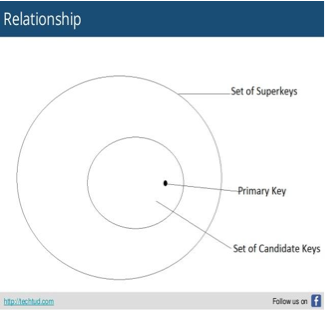 Relationship
Set of Superkeys
Primary Key
Set of Candidate Keys
http://techtud.com
Follow us on f